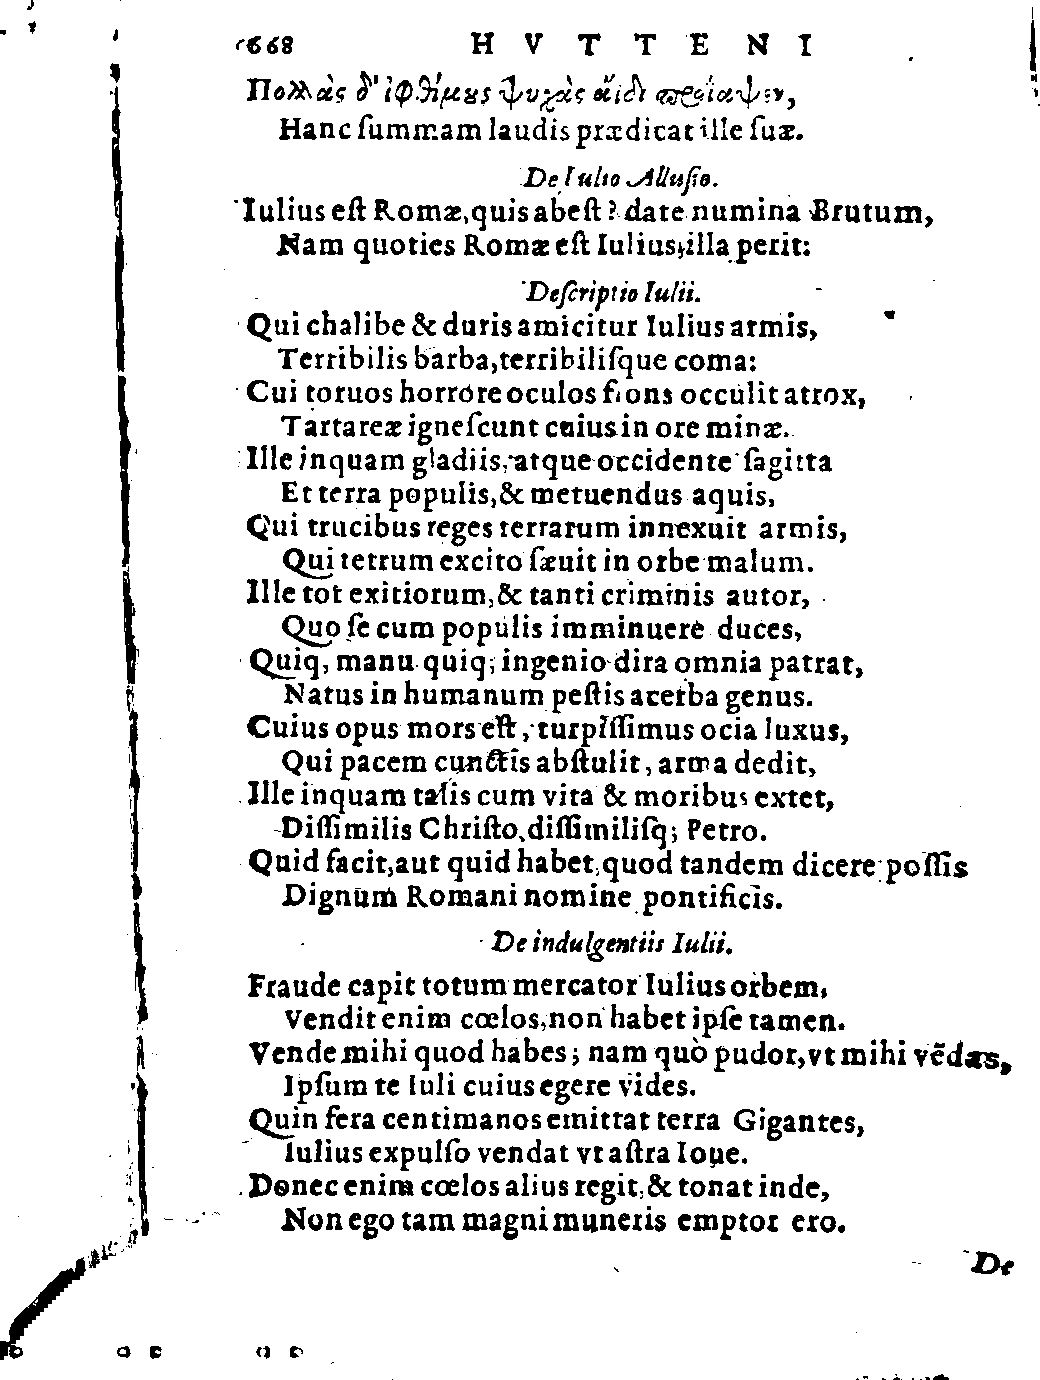 668 HVTTENI
Πολλὰς δ' ἰφθίμους ψυχὰς ἄϊδι προΐαψεν,
Hanc ſummam laudis prædicat ille ſuæ.
De Iulio Alluſio.
Iulius eſt Romæ, quis abeſt? date numina Brutum,
Nam quoties Romæ eſt Iulius, illa perit:
Deſcriptio Iulii.
Qui chalibe & duris amicitur Iulius armis,
Terribilis barba, terribiliſque coma:
Cui toruos horrore oculos frons occulit atrox,
Tartareæ igneſcunt cuius in ore minæ.
Ille inquam gladiis, atque occidente ſagitta
Et terra populis, & metuendus aquis,
Qui trucibus reges terrarum innexuit armis,
Qui tetrum excito ſæuit in orbe malum.
Ille tot exitiorum, & tanti criminis autor,
Quo ſe cum populis imminuere duces,
Quiq; manu quiq; ingenio dira omnia patrat,
Natus in humanum peſtis acerba genus.
Cuius opus mors eſt, turpiſſimus ocia luxus,
Qui pacem cunctis abſtulit, arma dedit,
Ille inquam talis cum vita & moribus extet,
Diſſimilis Chriſto, diſſimiliſq; Petro.
Quid facit, aut quid habet, quod tandem dicere poſſis
Dignum Romani nomine pontificis.
De indulgentiis Iulii.
Fraude capit totum mercator Iulius orbem,
Vendit enim cœlos, non habet ipſe tamen.
Vende mihi quod habes; nam quò pudor, vt mihi vēdas,
Ipſum te Iuli cuius egere vides.
Quin fera centimanos emittat terra Gigantes,
Iulius expulſo vendat vt aſtra Ioue.
Donec enim cœlos alius regit, & tonat inde,
Non ego tam magni muneris emptor ero.
De